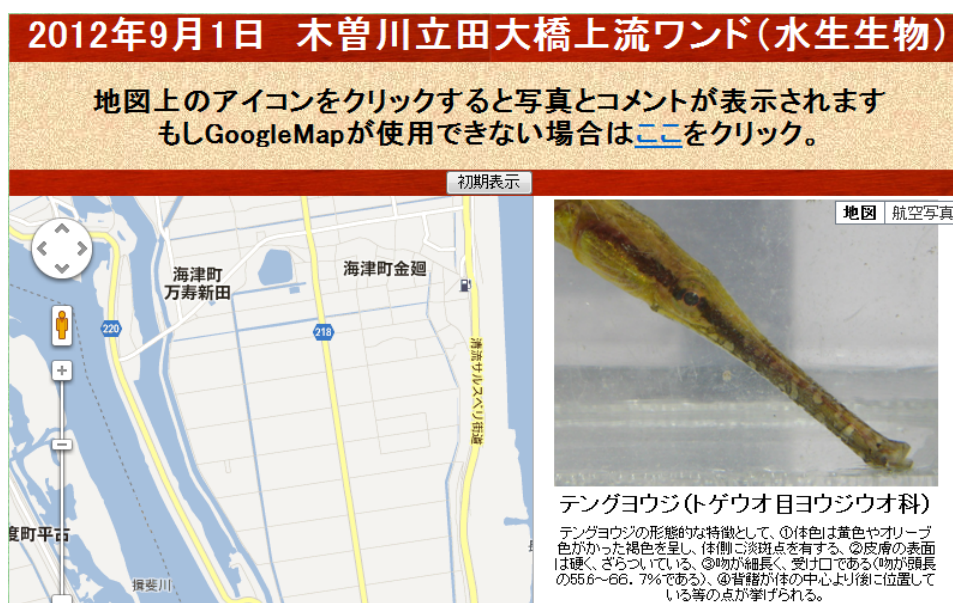 2012年9月1日　木曽川立田大橋上流ワンド（水生生物）
地図上のアイコンをクリックすると写真とコメントが表示されます
もしGoogleMapが使用できない場合はここをクリック。
初期表示
地図
航空写真
海津町
万寿新田
海津町金廻
220
218
清流サルスベリ街道
度町平古
揖斐川
テングヨウジ（トゲウオ目ヨウジウオ科）
テングヨウジの形態的な特徴として、①体色は黄色やオリーブ
色がかった褐色を呈し、体側に淡斑点を有する、②皮膚の表面
は硬く、ざらついている、③吻が細長く、受け口である（吻が頭長
の55.6～66．7％である）、④背鰭が体の中心より後に位置して
いる等の点が挙げられる。